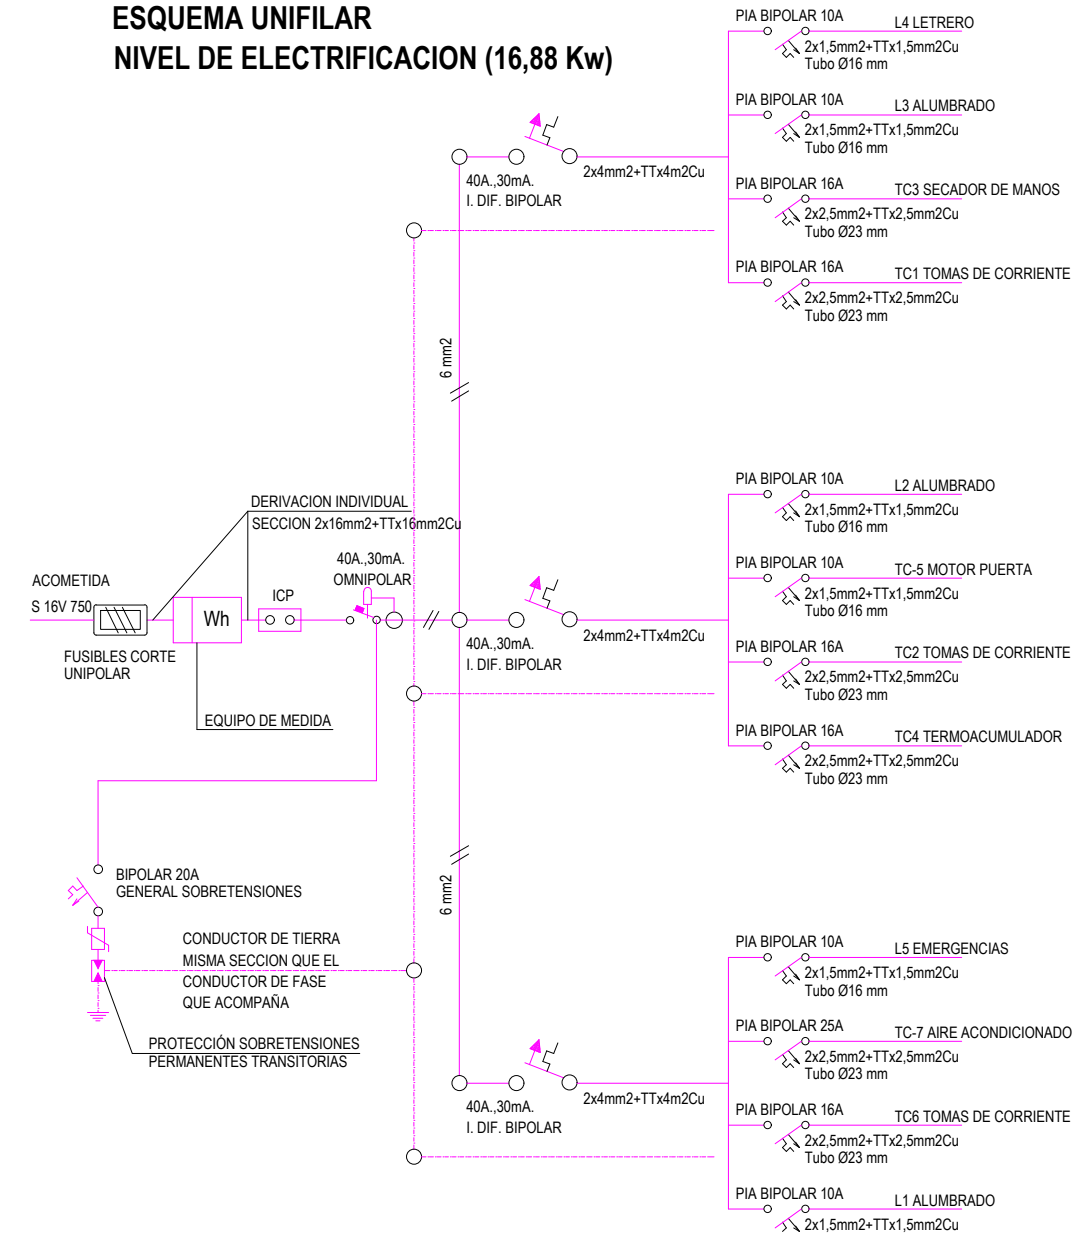 ESQUEMA UNIFILAR
NIVEL DE ELECTRIFICACION (16,88 Kw)
PIA BIPOLAR 10A
L4 LETRERO
2x1,5mm2+TTx1,5mm2Cu
Tubo Ø16 mm
PIA BIPOLAR 10A
L3 ALUMBRADO
2x1,5mm2+TTx1,5mm2Cu
Tubo Ø16 mm
40A.,30mA.
I. DIF. BIPOLAR
2x4mm2+TTx4m2Cu
PIA BIPOLAR 16A
TC3 SECADOR DE MANOS
2x2,5mm2+TTx2,5mm2Cu
Tubo Ø23 mm
PIA BIPOLAR 16A
TC1 TOMAS DE CORRIENTE
2x2,5mm2+TTx2,5mm2Cu
Tubo Ø23 mm
6 mm2
DERIVACION INDIVIDUAL
SECCION 2x16mm2+TTx16mm2Cu
40A.,30mA.
OMNIPOLAR
ACOMETIDA
S 16V 750
ICP
Wh
FUSIBLES CORTE
UNIPOLAR
EQUIPO DE MEDIDA
40A.,30mA.
I. DIF. BIPOLAR
2x4mm2+TTx4m2Cu
PIA BIPOLAR 10A
L2 ALUMBRADO
2x1,5mm2+TTx1,5mm2Cu
Tubo Ø16 mm
PIA BIPOLAR 10A
TC-5 MOTOR PUERTA
2x1,5mm2+TTx1,5mm2Cu
Tubo Ø16 mm
PIA BIPOLAR 16A
TC2 TOMAS DE CORRIENTE
2x2,5mm2+TTx2,5mm2Cu
Tubo Ø23 mm
PIA BIPOLAR 16A
TC4 TERMOACUMULADOR
2x2,5mm2+TTx2,5mm2Cu
Tubo Ø23 mm
BIPOLAR 20A
GENERAL SOBRETENSIONES
6 mm2
CONDUCTOR DE TIERRA
MISMA SECCION QUE EL
CONDUCTOR DE FASE
QUE ACOMPAÑA
PROTECCIÓN SOBRETENSIONES
PERMANENTES TRANSITORIAS
40A.,30mA.
I. DIF. BIPOLAR
2x4mm2+TTx4m2Cu
PIA BIPOLAR 10A
L5 EMERGENCIAS
2x1,5mm2+TTx1,5mm2Cu
Tubo Ø16 mm
PIA BIPOLAR 25A
TC-7 AIRE ACONDICIONADO
2x2,5mm2+TTx2,5mm2Cu
Tubo Ø23 mm
PIA BIPOLAR 16A
TC6 TOMAS DE CORRIENTE
2x2,5mm2+TTx2,5mm2Cu
Tubo Ø23 mm
PIA BIPOLAR 10A
L1 ALUMBRADO
2x1,5mm2+TTx1,5mm2Cu